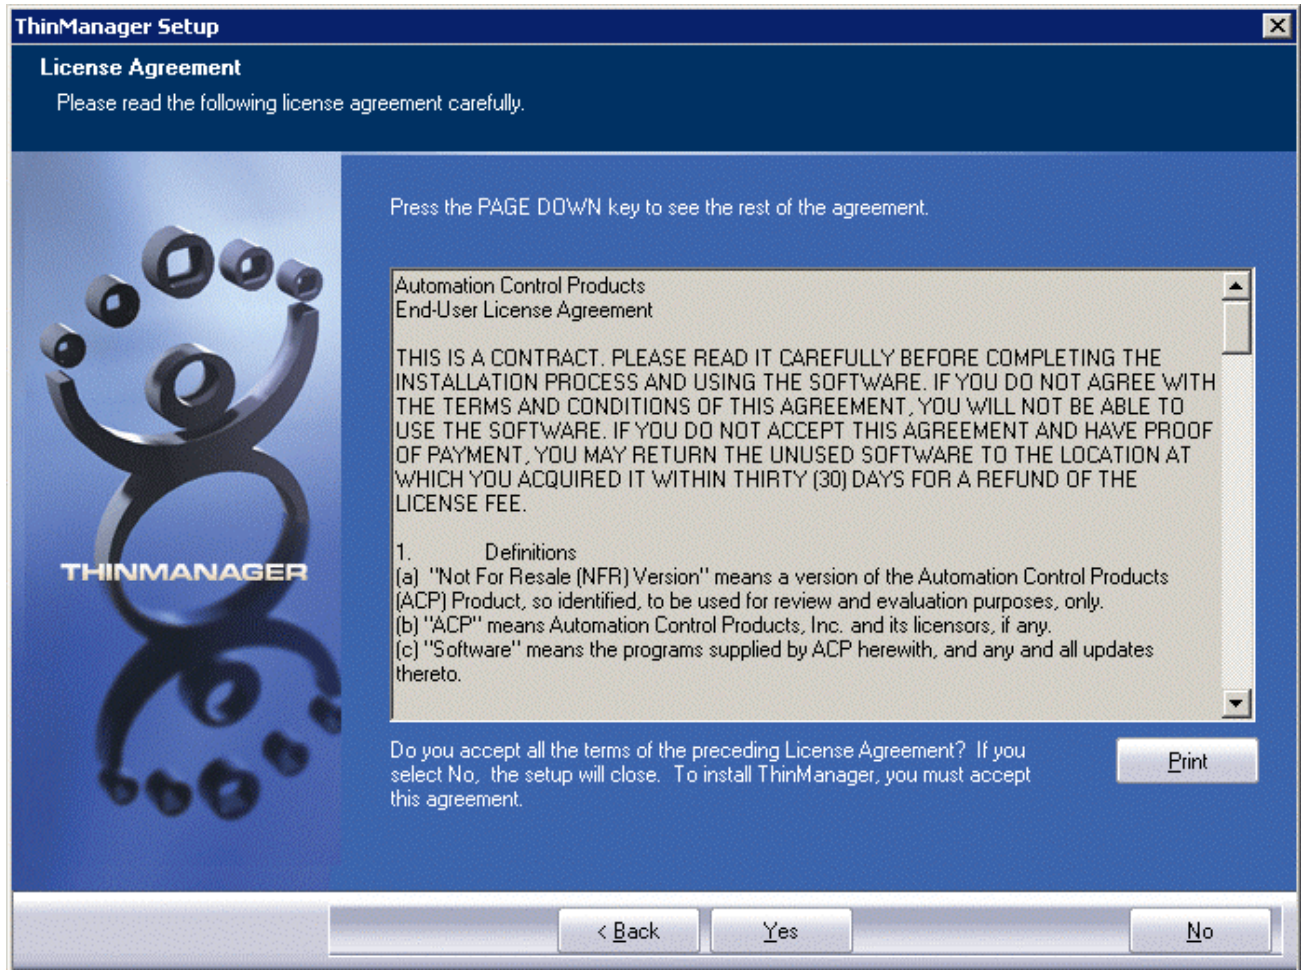 ThinManager Setup
License Agreement
Please read the following license agreement carefully.
Press the PAGE DOWN key to see the rest of the agreement.
Automation Control Products
End-User License Agreement
THIS IS A CONTRACT. PLEASE READ IT CAREFULLY BEFORE COMPLETING THE
INSTALLATION PROCESS AND USING THE SOFTWARE. IF YOU DO NOT AGREE WITH
THE TERMS AND CONDITIONS OF THIS AGREEMENT, YOU WILL NOT BE ABLE TO
USE THE SOFTWARE. IF YOU DO NOT ACCEPT THIS AGREEMENT AND HAVE PROOF
OF PAYMENT, YOU MAY RETURN THE UNUSED SOFTWARE TO THE LOCATION AT
WHICH YOU ACQUIRED IT WITHIN THIRTY (30) DAYS FOR A REFUND OF THE
LICENSE FEE.
1. Definitions
(a) "Not For Resale (NFR) Version" means a version of the Automation Control Products
(ACP) Product, so identified, to be used for review and evaluation purposes, only.
(b) "ACP" means Automation Control Products, Inc. and its licensors, if any.
(c) "Software" means the programs supplied by ACP herewith, and any and all updates
thereto.
THINMANAGER
Do you accept all the terms of the preceding License Agreement? If you
select No, the setup will close. To install ThinManager, you must accept
this agreement.
Print
< Back
Yes
No